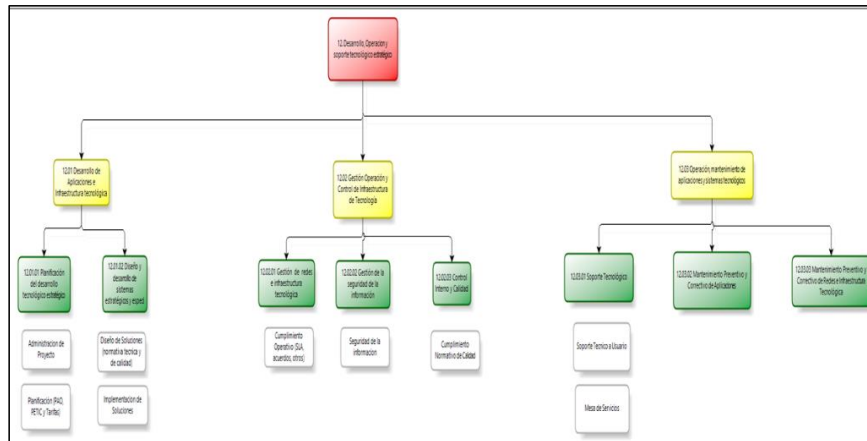 12. Desarrollo, Operacion y
soporte tecnológico estratégico
12.01 Desarrollo de
Aplicaciones e
Infraestructura tecnológica
12.02 Gestión Operación y
Control de Infraestructura
de Tecnología
12.03 Operación, mantenimiento de
aplicaciones y sistemas tecnológicos
12.01.01 Planificación
del desarrollo
tecnológico estratégico
12.01.02 Diseño y
desarrollo de
sistemas
estratégicos y
12.02.01 Gestión de redes
e infraestructura
tecnológica
12.02.02 Gestión de la
seguridad de la
información
12.02.03 Control
Interno y Calidad
12.03.01 Soporte Tecnológico
12.03.02 Mantenimiento Preventivo y
Correctivo de Aplicaciones
12.03.03 Mantenimiento Preventivo y
Correctivo de Redes e Infraestructura
Tecnológica
Administracion de
Proyecto
Diseño de Soluciones
(normativa tecnica y
de calidad)
Cumplimiento
Operativo (SLA,
acuerdos, otros)
Seguridad de la
informacion
Cumplimiento
Normativo de Calidad
Soporte Tecnico a Usuario
Planificación (PAO,
PETIC y Tarifas)
Implementacion de
Soluciones
Mesa de Servicios